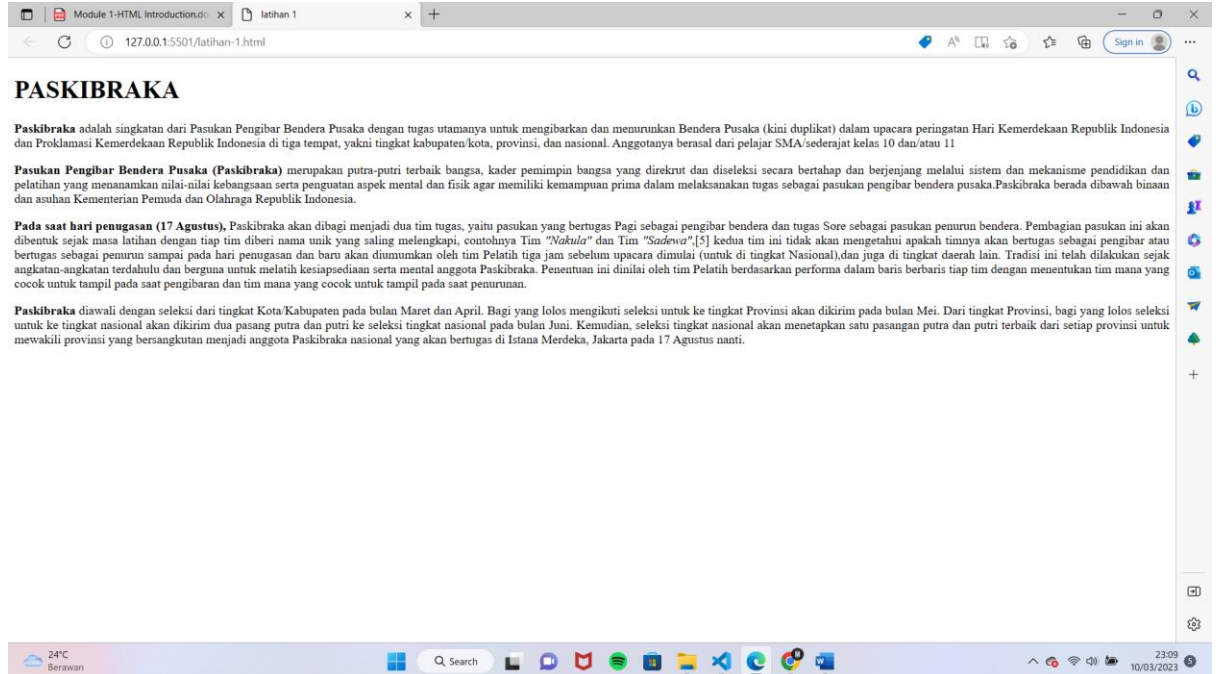 Module 1-HTML Introduction.do
latihan 1
127.0.0.1:5501/latihan-1.html
Sign in
PASKIBRAKA
Paskibraka adalah singkatan dari Pasukan Pengibar Bendera Pusaka dengan tugas utamanya untuk mengibarkan dan menurunkan Bendera Pusaka (kini duplikat) dalam upacara peringatan Hari Kemerdekaan Republik Indonesia
dan Proklamasi Kemerdekaan Republik Indonesia di tiga tempat, yakni tingkat kabupaten/kota, provinsi, dan nasional. Anggotanya berasal dari pelajar SMA/sederajat kelas 10 dan/atau 11
Pasukan Pengibar Bendera Pusaka (Paskibraka) merupakan putra-putri terbaik bangsa, kader pemimpin bangsa yang direkrut dan diseleksi secara bertahap dan berjenjang melalui sistem dan mekanisme pendidikan dan
pelatihan yang menanamkan nilai-nilai kebangsaan serta penguatan aspek mental dan fisik agar memiliki kemampuan prima dalam melaksanakan tugas sebagai pasukan pengibar bendera pusaka.Paskibraka berada dibawah binaan
dan asuhan Kementerian Pemuda dan Olahraga Republik Indonesia.
Pada saat hari penugasan (17 Agustus), Paskibraka akan dibagi menjadi dua tim tugas, yaitu pasukan yang bertugas Pagi sebagai pengibar bendera dan tugas Sore sebagai pasukan penurun bendera. Pembagian pasukan ini akan
dibentuk sejak masa latihan dengan tiap tim diberi nama unik yang saling melengkapi, contohnya Tim "Nakula" dan Tim "Sadewa",[5] kedua tim ini tidak akan mengetahui apakah timnya akan bertugas sebagai pengibar atau
bertugas sebagai penurun sampai pada hari penugasan dan baru akan diumumkan oleh tim Pelatih tiga jam sebelum upacara dimulai (untuk di tingkat Nasional),dan juga di tingkat daerah lain. Tradisi ini telah dilakukan sejak
angkatan-angkatan terdahulu dan berguna untuk melatih kesiapsediaan serta mental anggota Paskibraka. Penentuan ini dinilai oleh tim Pelatih berdasarkan performa dalam baris berbaris tiap tim dengan menentukan tim mana yang
cocok untuk tampil pada saat pengibaran dan tim mana yang cocok untuk tampil pada saat penurunan.
Paskibraka diawali dengan seleksi dari tingkat Kota/Kabupaten pada bulan Maret dan April. Bagi yang lolos mengikuti seleksi untuk ke tingkat Provinsi akan dikirim pada bulan Mei. Dari tingkat Provinsi, bagi yang lolos seleksi
untuk ke tingkat nasional akan dikirim dua pasang putra dan putri ke seleksi tingkat nasional pada bulan Juni. Kemudian, seleksi tingkat nasional akan menetapkan satu pasangan putra dan putri terbaik dari setiap provinsi untuk
mewakili provinsi yang bersangkutan menjadi anggota Paskibraka nasional yang akan bertugas di Istana Merdeka, Jakarta pada 17 Agustus nanti.
24°C
Berawan
Search
23:09
10/03/2023